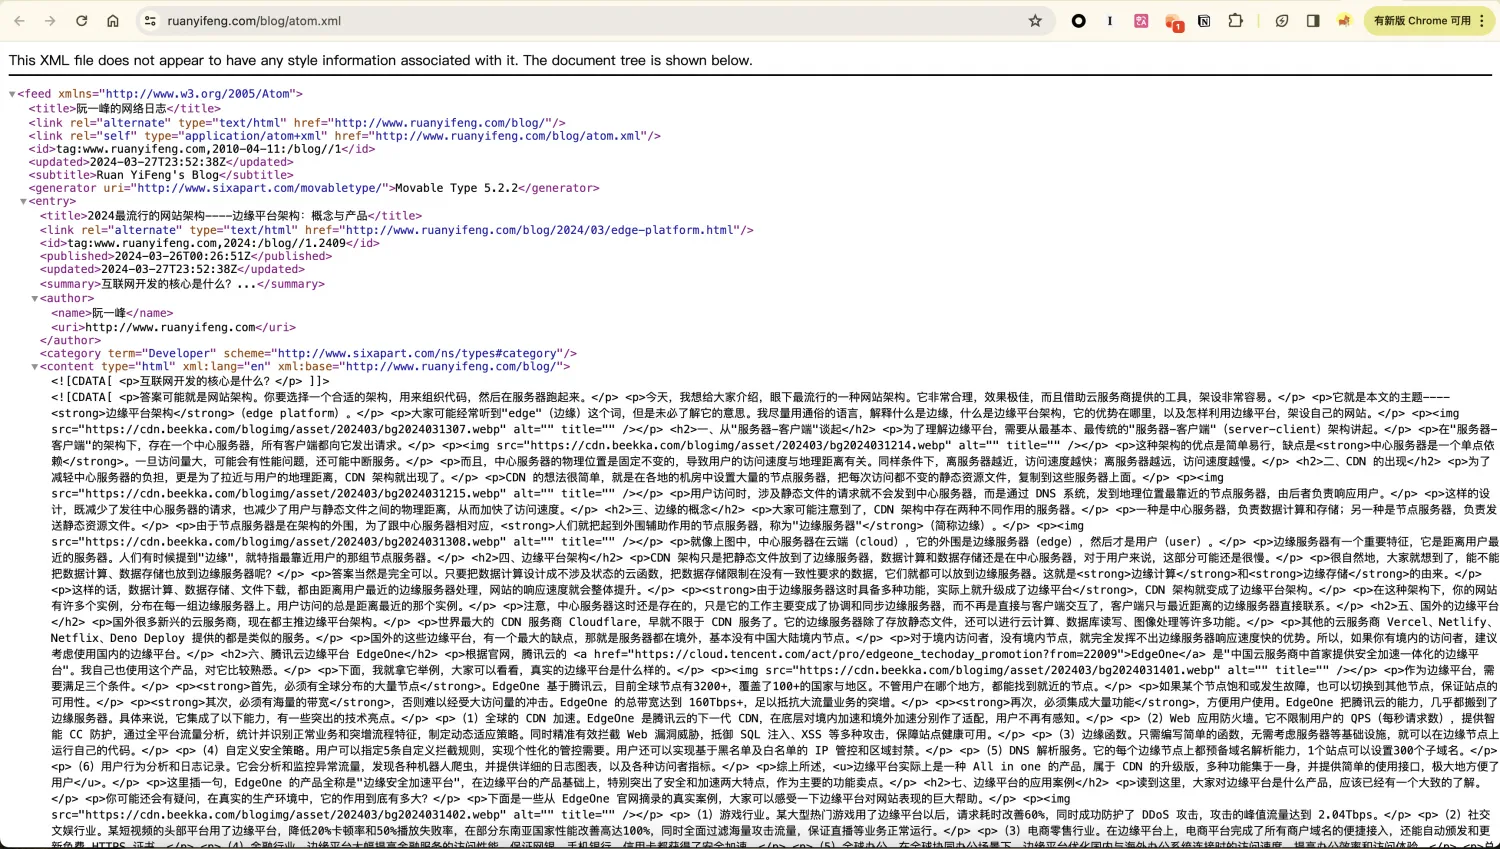 ruanyifeng.com/blog/atom.xml
1
有新版 Chrome 可用
This XML file does not appear to have any style information associated with it. The document tree is shown below.
▼<feed xmlns="http://www.w3.org/2005/Atom">
<title>阮一峰的网络日志</title>
<link rel="alternate" type="text/html" href="http://www.ruanyifeng.com/blog/"/>
<link rel="self" type="application/atom+xml" href="http://www.ruanyifeng.com/blog/atom.xml"/>
<id>tag:www.ruanyifeng.com,2010-04-11:/blog//1</id>
<updated>2024-03-27T23:52:38Z</updated>
<subtitle>Ruan YiFeng's Blog</subtitle>
<generator uri="http://www.sixapart.com/movabletype/">Movable Type 5.2.2</generator>
▼<entry>
<title>2024最流行的网站架构----边缘平台架构：概念与产品</title>
<link rel="alternate" type="text/html" href="http://www.ruanyifeng.com/blog/2024/03/edge-platform.html"/>
<id>tag:www.ruanyifeng.com,2024:/blog//1.2409</id>
<published>2024-03-26T00:26:51Z</published>
<updated>2024-03-27T23:52:38Z</updated>
<summary>互联网开发的核心是什么？...</summary>
▼<author>
<name>阮一峰</name>
<uri>http://www.ruanyifeng.com</uri>
</author>
<category term="Developer" scheme="http://www.sixapart.com/ns/types#category"/>
▼<content type="html" xml:lang="en" xml:base="http://www.ruanyifeng.com/blog/">
<![CDATA[ <p>互联网开发的核心是什么？</p> ]]>
<![CDATA[ <p>答案可能就是网站架构。你要选择一个合适的架构，用来组织代码，然后在服务器跑起来。</p> <p>今天，我想给大家介绍，眼下最流行的一种网站架构。它非常合理，效果极佳，而且借助云服务商提供的工具，架设非常容易。</p> <p>它就是本文的主题----
<strong>边缘平台架构</strong>（edge platform）。</p> <p>大家可能经常听到"edge"（边缘）这个词，但是未必了解它的意思。我尽量用通俗的语言，解释什么是边缘，什么是边缘平台架构，它的优势在哪里，以及怎样利用边缘平台，架设自己的网站。</p> <p><img
src="https://cdn.beekka.com/blogimg/asset/202403/bg2024031307.webp" alt="" title="" /></p> <h2>一、从"服务器-客户端"谈起</h2> <p>为了理解边缘平台，需要从最基本、最传统的"服务器-客户端"（server-client）架构讲起。</p> <p>在"服务器-
客户端"的架构下，存在一个中心服务器，所有客户端都向它发出请求。</p> <p><img src="https://cdn.beekka.com/blogimg/asset/202403/bg2024031214.webp" alt="" title="" /></p> <p>这种架构的优点是简单易行，缺点是<strong>中心服务器是一个单点依
赖</strong>。一旦访问量大，可能会有性能问题，还可能中断服务。</p> <p>而且，中心服务器的物理位置是固定不变的，导致用户的访问速度与地理距离有关。同样条件下，离服务器越近，访问速度越快；离服务器越远，访问速度越慢。</p> <h2>二、CDN 的出现</h2> <p>为了
减轻中心服务器的负担，更是为了拉近与用户的地理距离，CDN 架构就出现了。</p> <p>CDN 的想法很简单，就是在各地的机房中设置大量的节点服务器，把每次访问都不变的静态资源文件，复制到这些服务器上面。</p> <p><img
src="https://cdn.beekka.com/blogimg/asset/202403/bg2024031215.webp" alt="" title="" /></p> <p>用户访问时，涉及静态文件的请求就不会发到中心服务器，而是通过 DNS 系统，发到地理位置最靠近的节点服务器，由后者负责响应用户。</p> <p>这样的设
计，既减少了发往中心服务器的请求，也减少了用户与静态文件之间的物理距离，从而加快了访问速度。</p> <h2>三、边缘的概念</h2> <p>大家可能注意到了，CDN 架构中存在两种不同作用的服务器。</p> <p>一种是中心服务器，负责数据计算和存储；另一种是节点服务器，负责发
送静态资源文件。</p> <p>由于节点服务器是在架构的外围，为了跟中心服务器相对应，<strong>人们就把起到外围辅助作用的节点服务器，称为"边缘服务器"</strong>（简称边缘）。</p> <p><img
src="https://cdn.beekka.com/blogimg/asset/202403/bg2024031308.webp" alt="" title="" /></p> <p>就像上图中，中心服务器在云端（cloud），它的外围是边缘服务器（edge），然后才是用户（user）。</p> <p>边缘服务器有一个重要特征，它是距离用户最
近的服务器。人们有时候提到"边缘"，就特指最靠近用户的那组节点服务器。</p> <h2>四、边缘平台架构</h2> <p>CDN 架构只是把静态文件放到了边缘服务器，数据计算和数据存储还是在中心服务器，对于用户来说，这部分可能还是很慢。</p> <p>很自然地，大家就想到了，能不能
把数据计算、数据存储也放到边缘服务器呢？</p> <p>答案当然是完全可以。只要把数据计算设计成不涉及状态的云函数，把数据存储限制在没有一致性要求的数据，它们就都可以放到边缘服务器。这就是<strong>边缘计算</strong>和<strong>边缘存储</strong>的由来。</p>
<p>这样的话，数据计算、数据存储、文件下载，都由距离用户最近的边缘服务器处理，网站的响应速度就会整体提升。</p> <p><strong>由于边缘服务器这时具备多种功能，实际上就升级成了边缘平台</strong>，CDN 架构就变成了边缘平台架构。</p> <p>在这种架构下，你的网站
有许多个实例，分布在每一组边缘服务器上。用户访问的总是距离最近的那个实例。</p> <p>注意，中心服务器这时还是存在的，只是它的工作主要变成了协调和同步边缘服务器，而不再是直接与客户端交互了，客户端只与最近距离的边缘服务器直接联系。</p> <h2>五、国外的边缘平台
</h2> <p>国外很多新兴的云服务商，现在都主推边缘平台架构。</p> <p>世界最大的 CDN 服务商 Cloudflare，早就不限于 CDN 服务了。它的边缘服务器除了存放静态文件，还可以进行云计算、数据库读写、图像处理等许多功能。</p> <p>其他的云服务商 Vercel、Netlify、
Netflix、Deno Deploy 提供的都是类似的服务。</p> <p>国外的这些边缘平台，有一个最大的缺点，那就是服务器都在境外，基本没有中国大陆境内节点。</p> <p>对于境内访问者，没有境内节点，就完全发挥不出边缘服务器响应速度快的优势。所以，如果你有境内的访问者，建议
考虑使用国内的边缘平台。</p> <h2>六、腾讯云边缘平台 EdgeOne</h2> <p>根据官网，腾讯云的 <a href="https://cloud.tencent.com/act/pro/edgeone_techoday_promotion?from=22009">EdgeOne</a> 是"中国云服务商中首家提供安全加速一体化的边缘平
台"。我自己也使用这个产品，对它比较熟悉。</p> <p>下面，我就拿它举例，大家可以看看，真实的边缘平台是什么样的。</p> <p><img src="https://cdn.beekka.com/blogimg/asset/202403/bg2024031401.webp" alt="" title="" /></p> <p>作为边缘平台，需
要满足三个条件。</p> <p><strong>首先，必须有全球分布的大量节点</strong>。EdgeOne 基于腾讯云，目前全球节点有3200+，覆盖了100+的国家与地区。不管用户在哪个地方，都能找到就近的节点。</p> <p>如果某个节点饱和或发生故障，也可以切换到其他节点，保证站点的
可用性。</p> <p><strong>其次，必须有海量的带宽</strong>，否则难以经受大访问量的冲击。EdgeOne 的总带宽达到 160Tbps+，足以抵抗大流量业务的突增。</p> <p><strong>再次，必须集成大量功能</strong>，方便用户使用。EdgeOne 把腾讯云的能力，几乎都搬到了
边缘服务器。具体来说，它集成了以下能力，有一些突出的技术亮点。</p> <p>（1）全球的 CDN 加速。EdgeOne 是腾讯云的下一代 CDN，在底层对境内加速和境外加速分别作了适配，用户不再有感知。</p> <p>（2）Web 应用防火墙。它不限制用户的 QPS（每秒请求数），提供智
能 CC 防护，通过全平台流量分析，统计并识别正常业务和突增流程特征，制定动态适应策略。同时精准有效拦截 Web 漏洞威胁，抵御 SQL 注入、XSS 等多种攻击，保障站点健康可用。</p> <p>（3）边缘函数。只需编写简单的函数，无需考虑服务器等基础设施，就可以在边缘节点上
运行自己的代码。</p> <p>（4）自定义安全策略。用户可以指定5条自定义拦截规则，实现个性化的管控需要。用户还可以实现基于黑名单及白名单的 IP 管控和区域封禁。</p> <p>（5）DNS 解析服务。它的每个边缘节点上都预备域名解析能力，1个站点可以设置300个子域名。</p>
<p>（6）用户行为分析和日志记录。它会分析和监控异常流量，发现各种机器人爬虫，并提供详细的日志图表，以及各种访问者指标。</p> <p>综上所述，<u>边缘平台实际上是一种 All in one 的产品，属于 CDN 的升级版，多种功能集于一身，并提供简单的使用接口，极大地方便了
用户</u>。</p> <p>这里插一句，EdgeOne 的产品全称是"边缘安全加速平台"，在边缘平台的产品基础上，特别突出了安全和加速两大特点，作为主要的卖点。</p> <h2>七、边缘平台的应用案例</h2> <p>读到这里，大家对边缘平台是什么产品，应该已经有一个大致的了解。
</p> <p>你可能还会有疑问，在真实的生产环境中，它的作用到底有多大？</p> <p>下面是一些从 EdgeOne 官网摘录的真实案例，大家可以感受一下边缘平台对网站表现的巨大帮助。</p> <p><img
src="https://cdn.beekka.com/blogimg/asset/202403/bg2024031402.webp" alt="" title="" /></p> <p>（1）游戏行业。某大型热门游戏用了边缘平台以后，请求耗时改善60%，同时成功防护了 DDoS 攻击，攻击的峰值流量达到 2.04Tbps。</p> <p>（2）社交
文娱行业。某短视频的头部平台用了边缘平台，降低20%卡顿率和50%播放失败率，在部分东南亚国家性能改善高达100%，同时全面过滤海量攻击流量，保证直播等业务正常运行。</p> <p>（3）电商零售行业。在边缘平台上，电商平台完成了所有商户域名的便捷接入，还能自动颁发和更
新免费 HTTPS 证书。</p> <p>（4）金融行业。边缘平台大幅提高金融服务的访问性能，保证网银、手机银行、信用卡都获得了安全加速。</p> <p>（5）全球办公。在全球协同办公场景下，边缘平台优化国内与海外办公系统连接时的访问速度，提高办公效率和访问体验。</p> <p>总